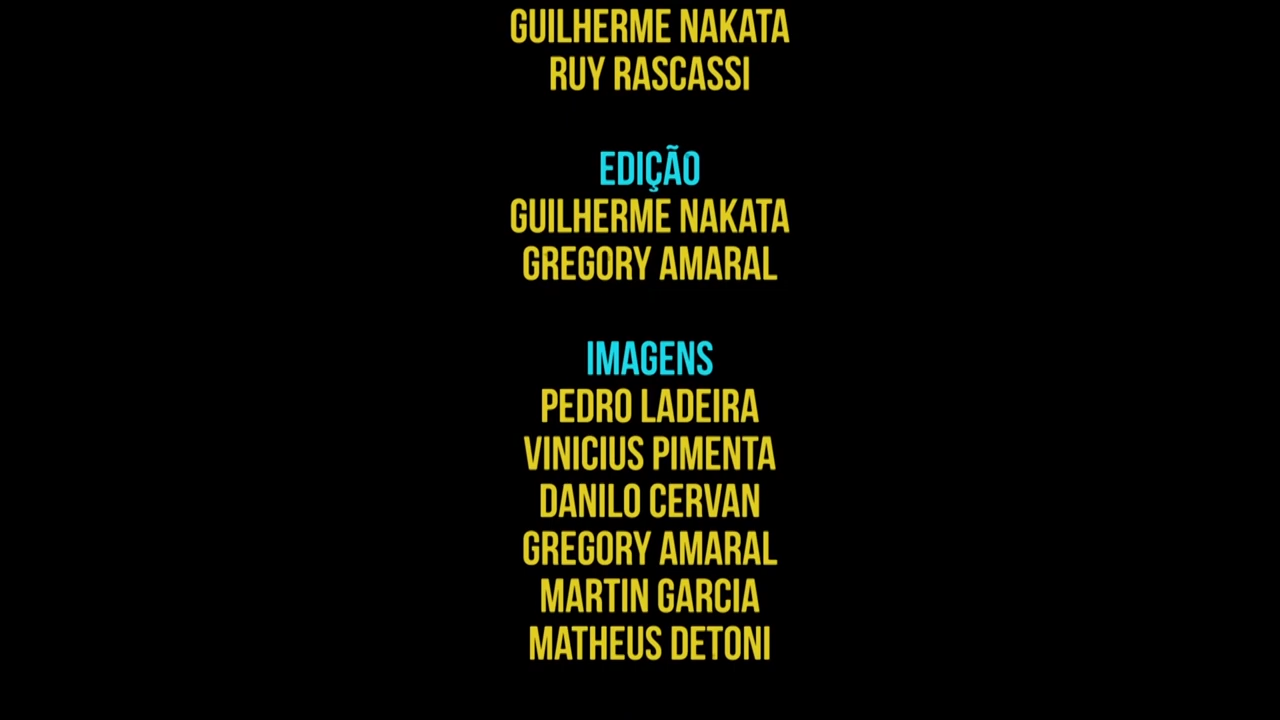 GUILHERME NAKATA
RUY RASCASSI
EDIÇÃO
GUILHERME NAKATA
GREGORY AMARAL
IMAGENS
PEDRO LADEIRA
VINICIUS PIMENTA
DANILO CERVAN
GREGORY AMARAL
MARTIN GARCIA
MATHEUS DETONI